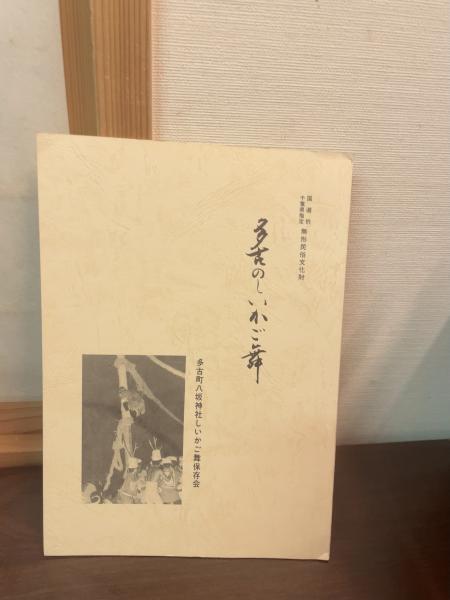 国選択
千葉県指定
無形民俗文化財
多古のしいかご舞
多古町八坂神社しいかご舞保存会